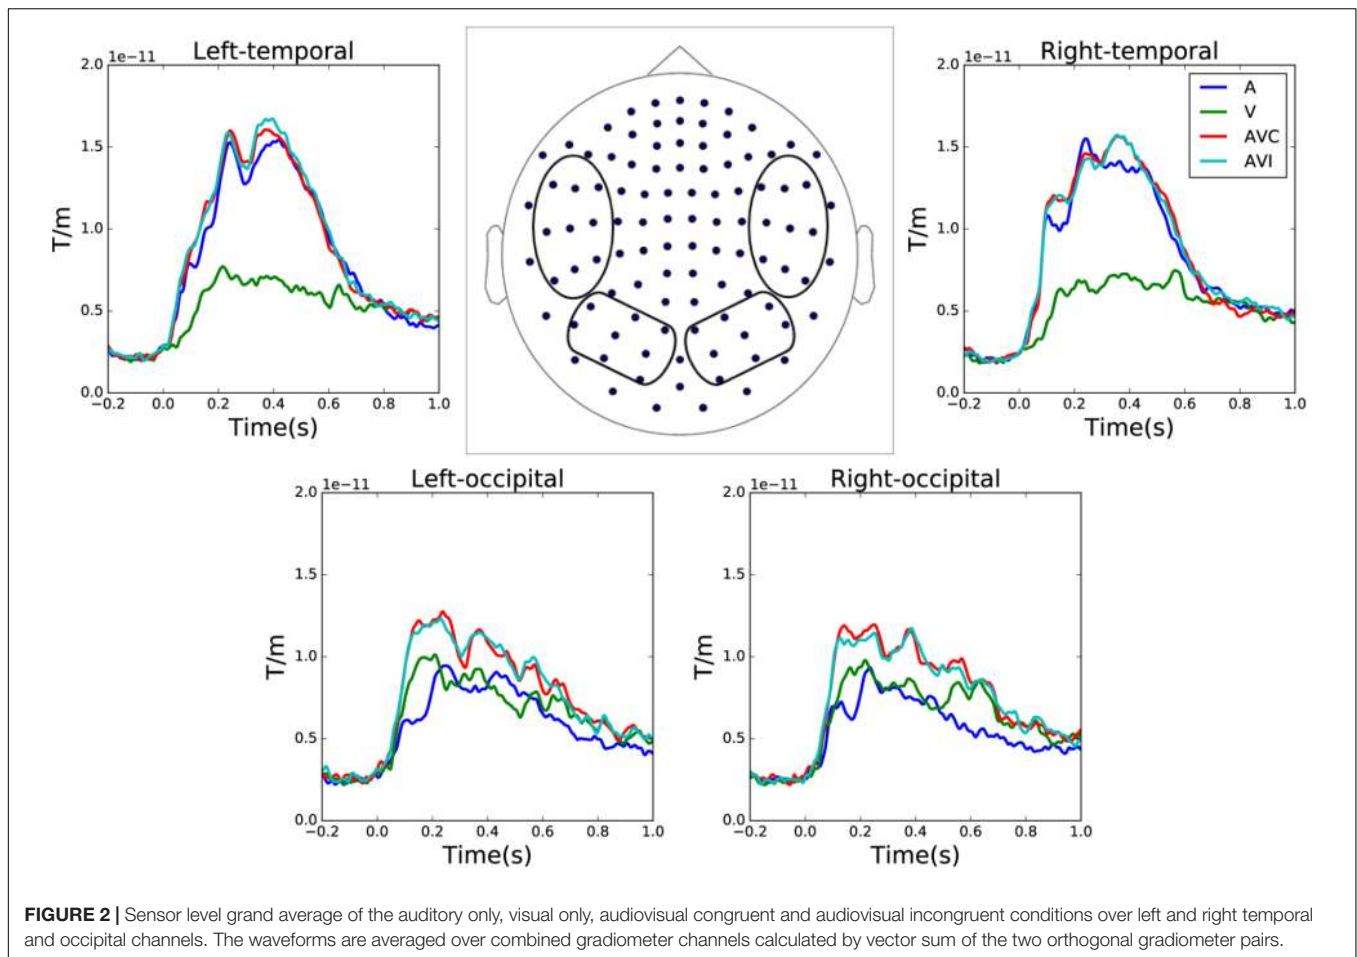 Left-temporal
1e−11
2.0
1.5
1.0
0.5
0.0
T/m
−0.2 0.0 0.2 0.4 0.6 0.8 1.0
Time(s)
Right-temporal
1e−11
2.0
1.5
1.0
0.5
0.0
T/m
A
V
AVC
AVI
−0.2 0.0 0.2 0.4 0.6 0.8 1.0
Time(s)
Left-occipital
1e−11
2.0
1.5
1.0
0.5
0.0
T/m
−0.2 0.0 0.2 0.4 0.6 0.8 1.0
Time(s)
Right-occipital
1e−11
2.0
1.5
1.0
0.5
0.0
T/m
−0.2 0.0 0.2 0.4 0.6 0.8 1.0
Time(s)
FIGURE 2 | Sensor level grand average of the auditory only, visual only, audiovisual congruent and audiovisual incongruent conditions over left and right temporal
and occipital channels. The waveforms are averaged over combined gradiometer channels calculated by vector sum of the two orthogonal gradiometer pairs.